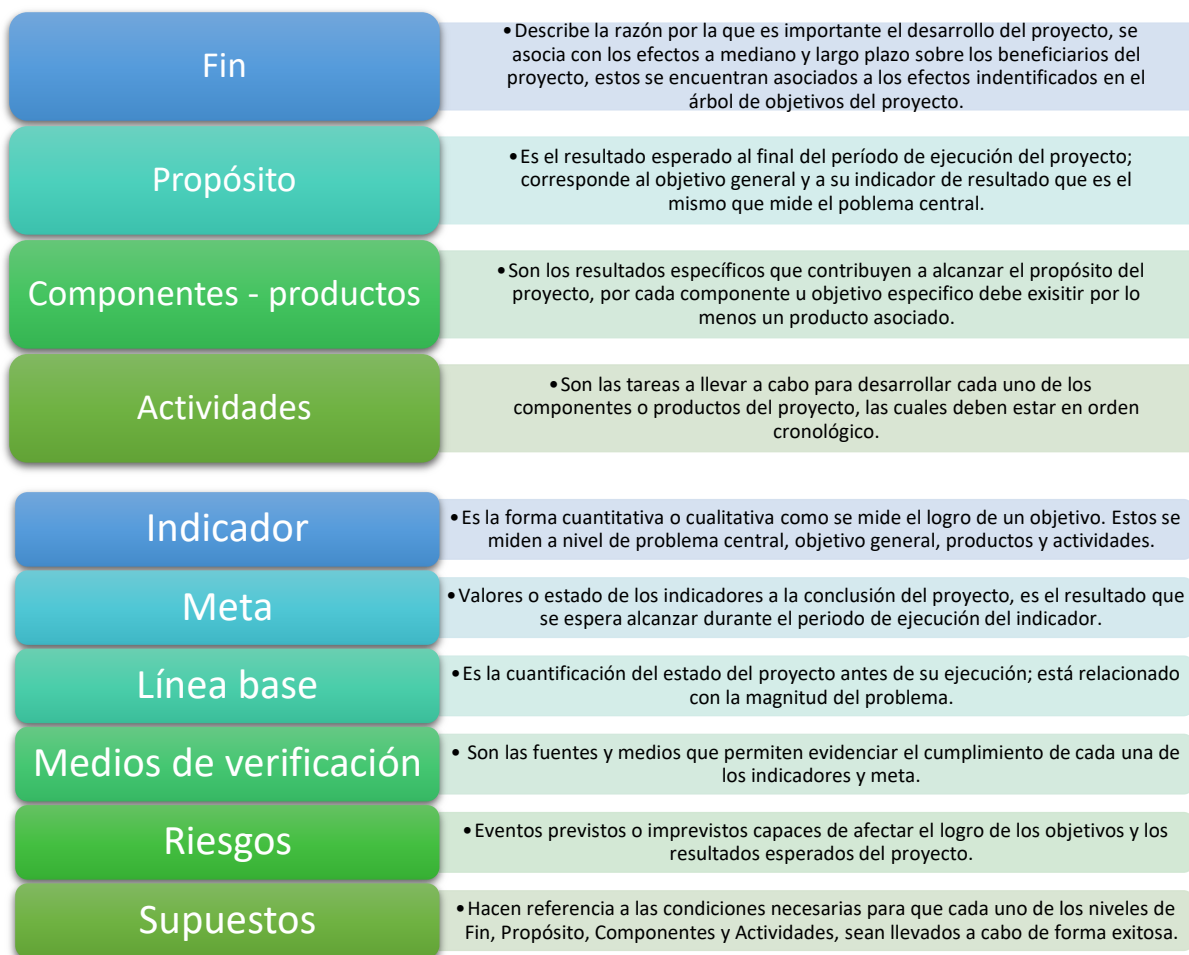 Fin
•Describe la razón por la que es importante el desarrollo del proyecto, se
asocia con los efectos a mediano y largo plazo sobre los beneficiarios del
proyecto, estos se encuentran asociados a los efectos indentificados en el
árbol de objetivos del proyecto.
Propósito
•Es el resultado esperado al final del período de ejecución del proyecto;
corresponde al objetivo general y a su indicador de resultado que es el
mismo que mide el poblema central.
Componentes - productos
•Son los resultados específicos que contribuyen a alcanzar el propósito del
proyecto, por cada componente u objetivo especifico debe exisitir por lo
menos un producto asociado.
Actividades
•Son las tareas a llevar a cabo para desarrollar cada uno de los
componentes o productos del proyecto, las cuales deben estar en orden
cronológico.
Indicador
•Es la forma cuantitativa o cualitativa como se mide el logro de un objetivo. Estos se
miden a nivel de problema central, objetivo general, productos y actividades.
Meta
•Valores o estado de los indicadores a la conclusión del proyecto, es el resultado que
se espera alcanzar durante el periodo de ejecución del indicador.
Línea base
•Es la cuantificación del estado del proyecto antes de su ejecución; está relacionado
con la magnitud del problema.
Medios de verificación
• Son las fuentes y medios que permiten evidenciar el cumplimiento de cada una de
los indicadores y meta.
Riesgos
•Eventos previstos o imprevistos capaces de afectar el logro de los objetivos y los
resultados esperados del proyecto.
Supuestos
•Hacen referencia a las condiciones necesarias para que cada uno de los niveles de
Fin, Propósito, Componentes y Actividades, sean llevados a cabo de forma exitosa.